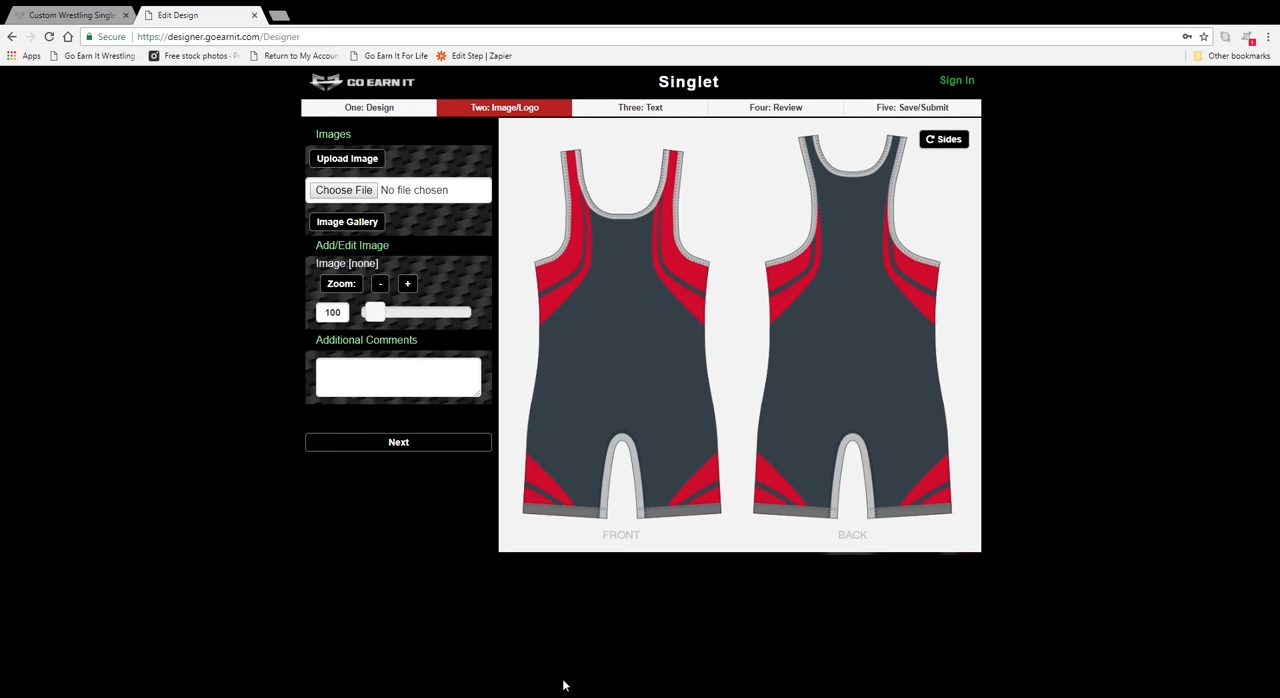 Custom Wrestling Singl
Edit Design
Secure
https://designer.goearnit.com/Designer
Apps
Go Earn It Wrestling
Free stock photos - P
Return to My Accoun
Go Earn It For Life
Edit Step | Zapier
Other bookmarks
GO EARN IT
Singlet
Sign In
One: Design
Two: Image/Logo
Three: Text
Four: Review
Five: Save/Submit
Images
Upload Image
Choose File No file chosen
Image Gallery
Add/Edit Image
Image:[none]
Zoom: - +
100
Additional Comments
Next
Sides
FRONT
BACK